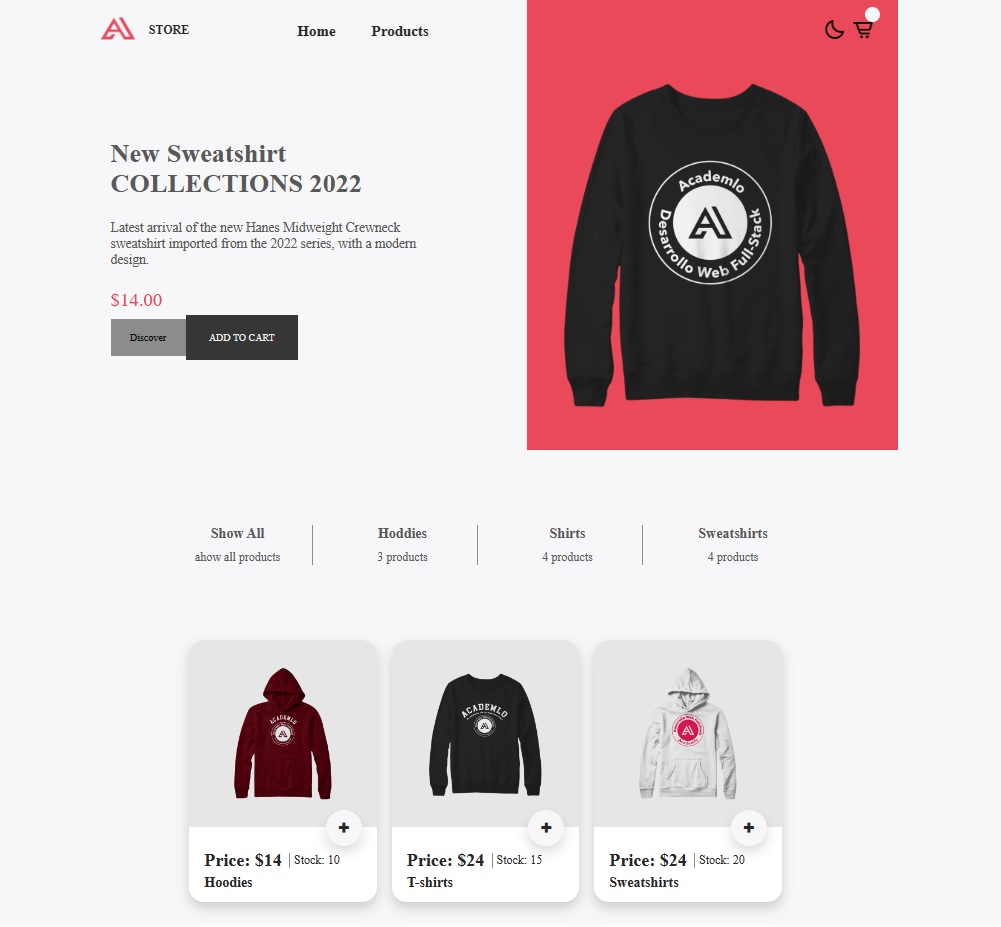 STORE
Home
Products
New Sweatshirt
COLLECTIONS 2022
Latest arrival of the new Hanes Midweight Crewneck
sweatshirt imported from the 2022 series, with a modern
design.
$14.00
Discover
ADD TO CART
Academlo
Desarrollo Web Full-Stack
Show All
ahow all products
Hoddies
3 products
Shirts
4 products
Sweatshirts
4 products
ACADEMLO
ACADEMLO
Price: $14
Stock: 10
Hoodies
Price: $24
Stock: 15
T-shirts
Price: $24
Stock: 20
Sweatshirts